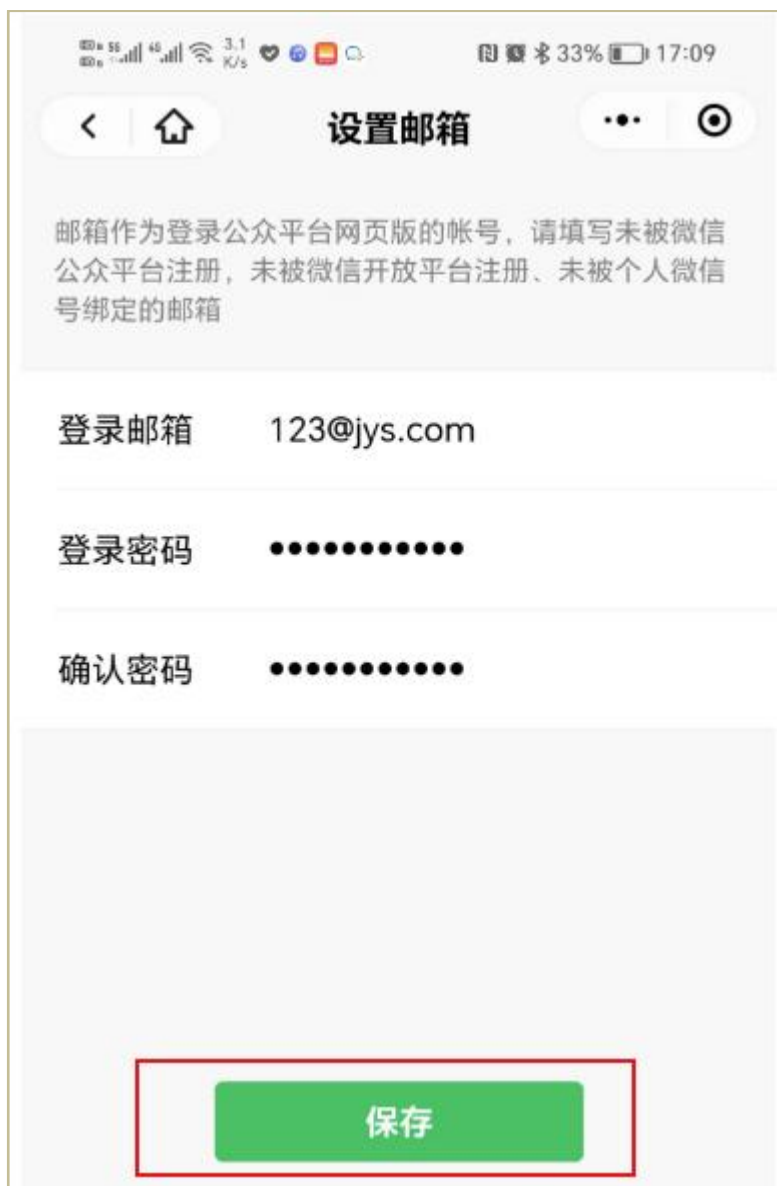 3.1
K/s
33%
17:09
设置邮箱
邮箱作为登录公众平台网页版的帐号，请填写未被微信
公众平台注册，未被微信开放平台注册、未被个人微信
号绑定的邮箱
登录邮箱 123@jys.com
登录密码 •••••••••••
确认密码 •••••••••••
保存